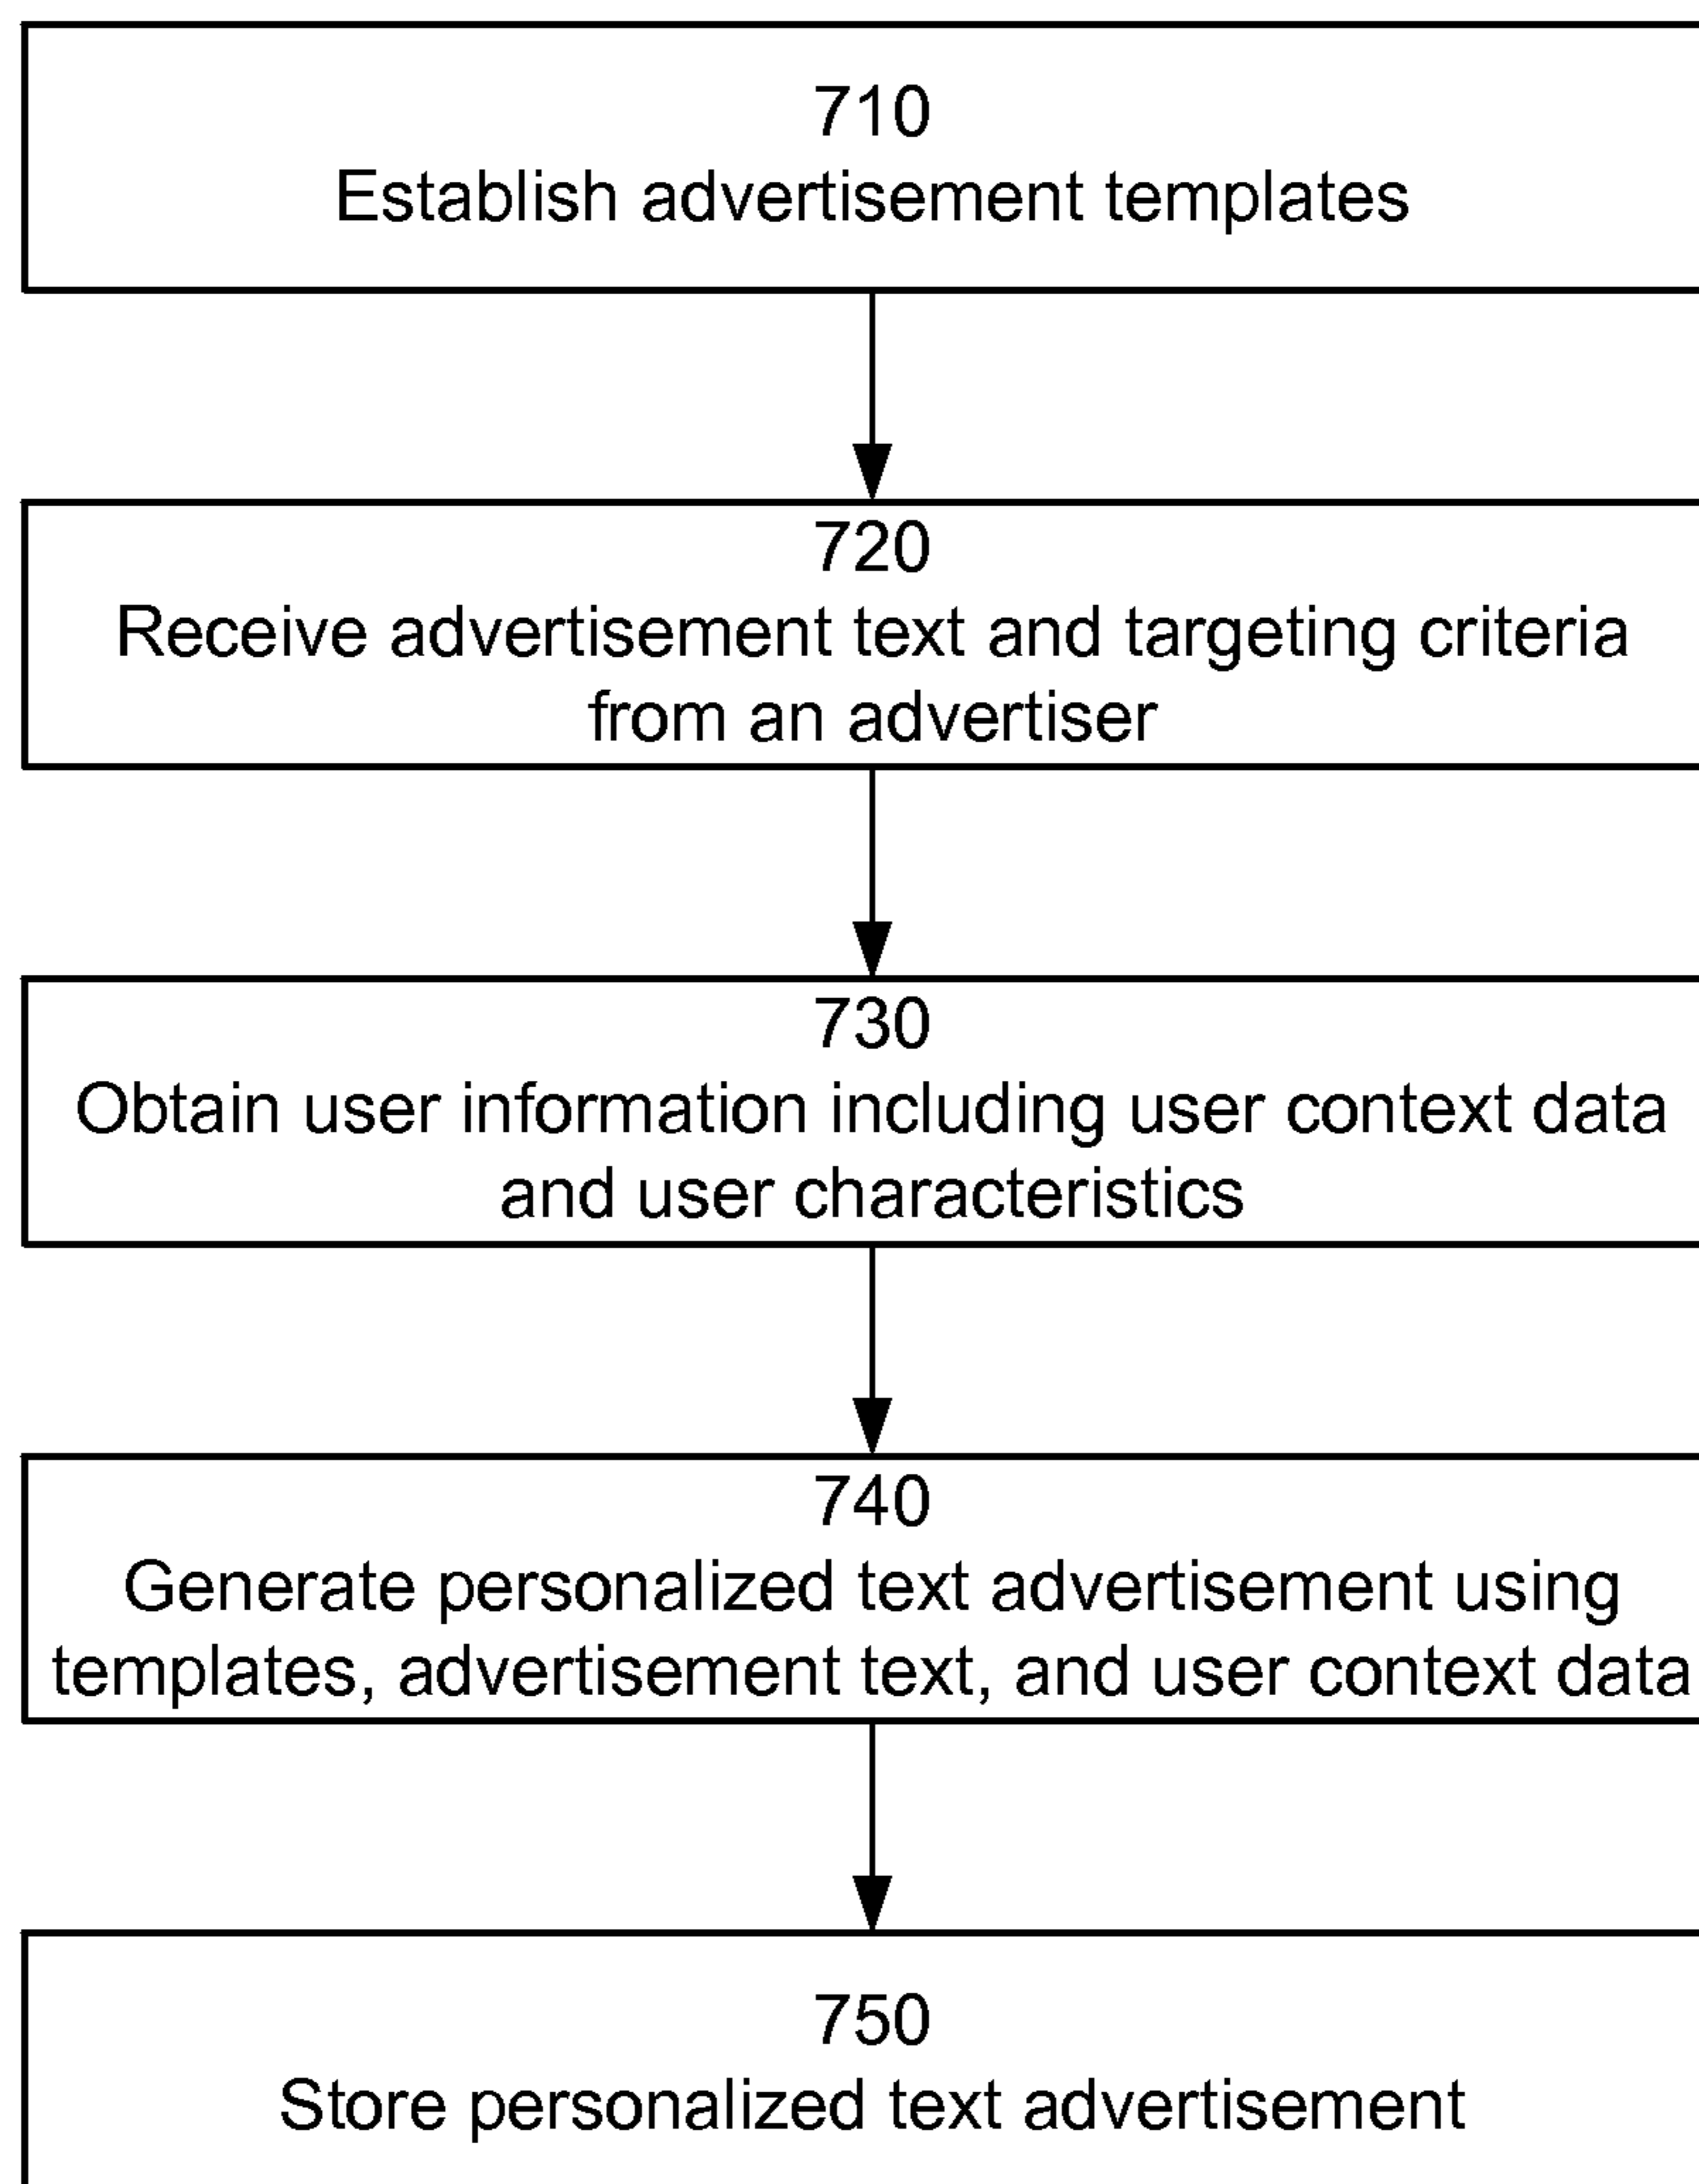 710
Establish advertisement templates
720
Receive advertisement text and targeting criteria
from an advertiser
730
Obtain user information including user context data
and user characteristics
740
Generate personalized text advertisement using
templates, advertisement text, and user context data
750
Store personalized text advertisement